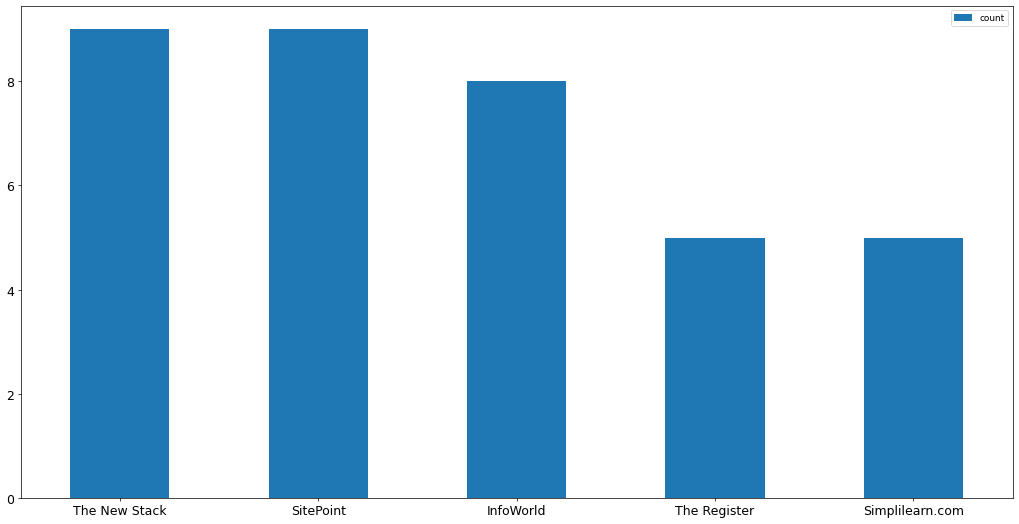 count
8
6
4
2
0
The New Stack
SitePoint
InfoWorld
The Register
Simplilearn.com